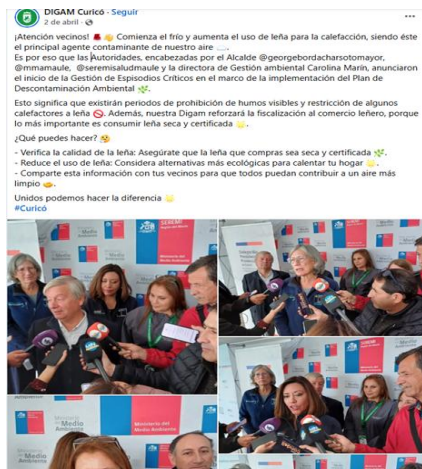 DIGAM Curicó · Seguir
2 de abril ·
¡Atención vecinos! Comienza el frío y aumenta el uso de leña para la calefacción, siendo éste
el principal agente contaminante de nuestro aire
Es por eso que las Autoridades, encabezadas por el Alcalde @georgebordacharsotomayor,
@mmamaule, @seremisaludmaule y la directora de Gestión ambiental Carolina Marín, anunciaron
el inicio de la Gestión de Episodios Críticos en el marco de la implementación del Plan de
Descontaminación Ambiental
Esto significa que existirán periodos de prohibición de humos visibles y restricción de algunos
calefactores a leña. Además, nuestra Digam reforzará la fiscalización al comercio leñero, porque
lo más importante es consumir leña seca y certificada
¿Qué puedes hacer?
- Verifica la calidad de la leña: Asegúrate que la leña que compras sea seca y certificada
- Reduce el uso de leña: Considera alternativas más ecológicas para calentar tu hogar
- Comparte esta información con tus vecinos para que todos puedan contribuir a un aire más
limpio
Unidos podemos hacer la diferencia
#Curicó
SEREMI
Ministerio del
Medio Ambiente
Medio
Ambiente
Ministerio del
Medio Ambiente